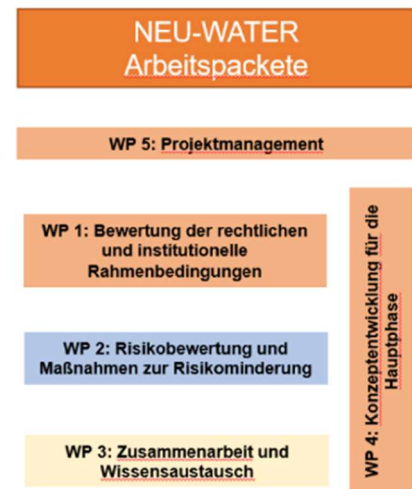 NEU-WATER
Arbeitspackete
WP 5: Projektmanagement
WP 1: Bewertung der rechtlichen
und institutionelle
Rahmenbedingungen
WP 2: Risikobewertung und
Maßnahmen zur Risikominderung
WP 3: Zusammenarbeit und
Wissensaustausch
WP 4: Konzeptentwicklung für die
Hauptphase